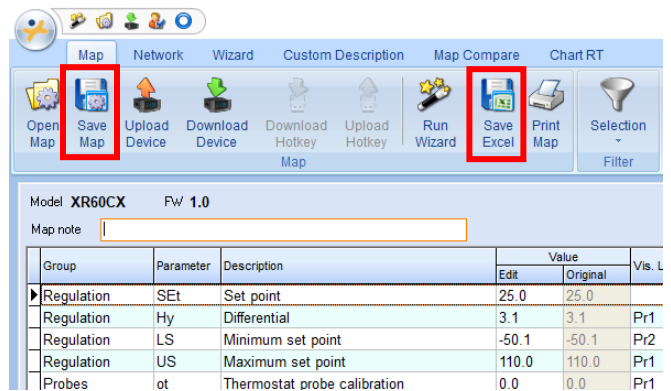 Map Network Wizard Custom Description Map Compare Chart RT
Open Map
Save Map
Upload Device
Download Device
Download Hotkey
Upload Hotkey
Run Wizard
Save Excel
Print Map
Selection
Map Filter
Model XR60CX FW 1.0
Map note
Group Parameter Description Value Vis. L
Edit Original
Regulation SEt Set point 25.0 25.0
Regulation Hy Differential 3.1 3.1 Pr1
Regulation LS Minimum set point -50.1 -50.1 Pr2
Regulation US Maximum set point 110.0 110.0 Pr1
Probes ot Thermostat probe calibration 0.0 0.0 Pr1